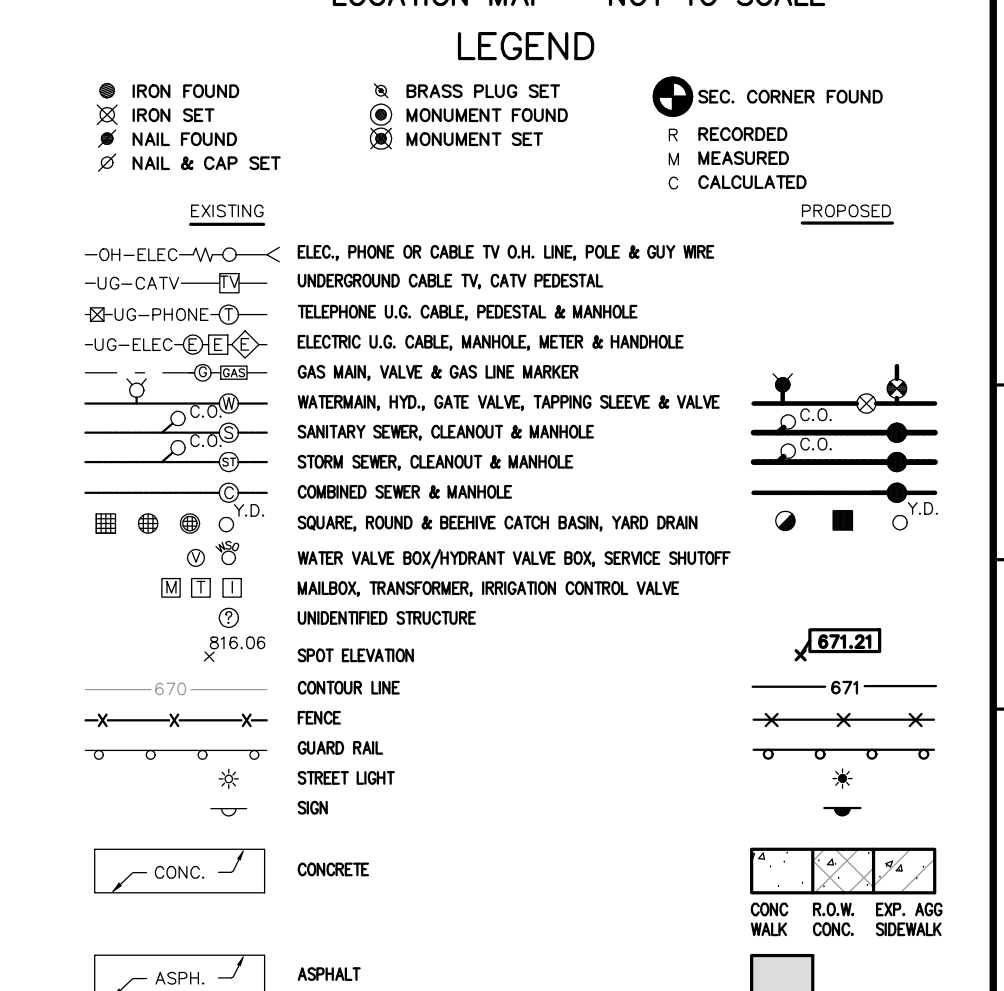 LOCATION MAP - NOT TO SCALE
LEGEND
IRON FOUND
IRON SET
NAIL FOUND
NAIL & CAP SET
BRASS PLUG SET
MONUMENT FOUND
MONUMENT SET
SEC. CORNER FOUND
R RECORDED
M MEASURED
C CALCULATED
EXISTING
PROPOSED
OH-ELEC ELEC., PHONE OR CABLE TV O.H. LINE, POLE & GUY WIRE
UG-CATV TV UNDERGROUND CABLE TV, CATV PEDESTAL
UG-PHONE T TELEPHONE U.G. CABLE, PEDESTAL & MANHOLE
UG-ELEC E E E ELECTRIC U.G. CABLE, MANHOLE, METER & HANDHOLE
G GAS GAS MAIN, VALVE & GAS LINE MARKER
W WATERMAIN, HYD., GATE VALVE, TAPPING SLEEVE & VALVE
C.O. S SANITARY SEWER, CLEANOUT & MANHOLE C.O.
C.O. ST STORM SEWER, CLEANOUT & MANHOLE C.O.
C COMBINED SEWER & MANHOLE
Y.D. SQUARE, ROUND & BEEHIVE CATCH BASIN, YARD DRAIN Y.D.
V WSO WATER VALVE BOX/HYDRANT VALVE BOX, SERVICE SHUTOFF
M T I MAILBOX, TRANSFORMER, IRRIGATION CONTROL VALVE
? UNIDENTIFIED STRUCTURE
816.06 SPOT ELEVATION 671.21
670 CONTOUR LINE 671
FENCE
GUARD RAIL
STREET LIGHT
SIGN
CONC. CONCRETE
CONC WALK
R.O.W. CONC.
EXP. AGG SIDEWALK
ASPH. ASPHALT